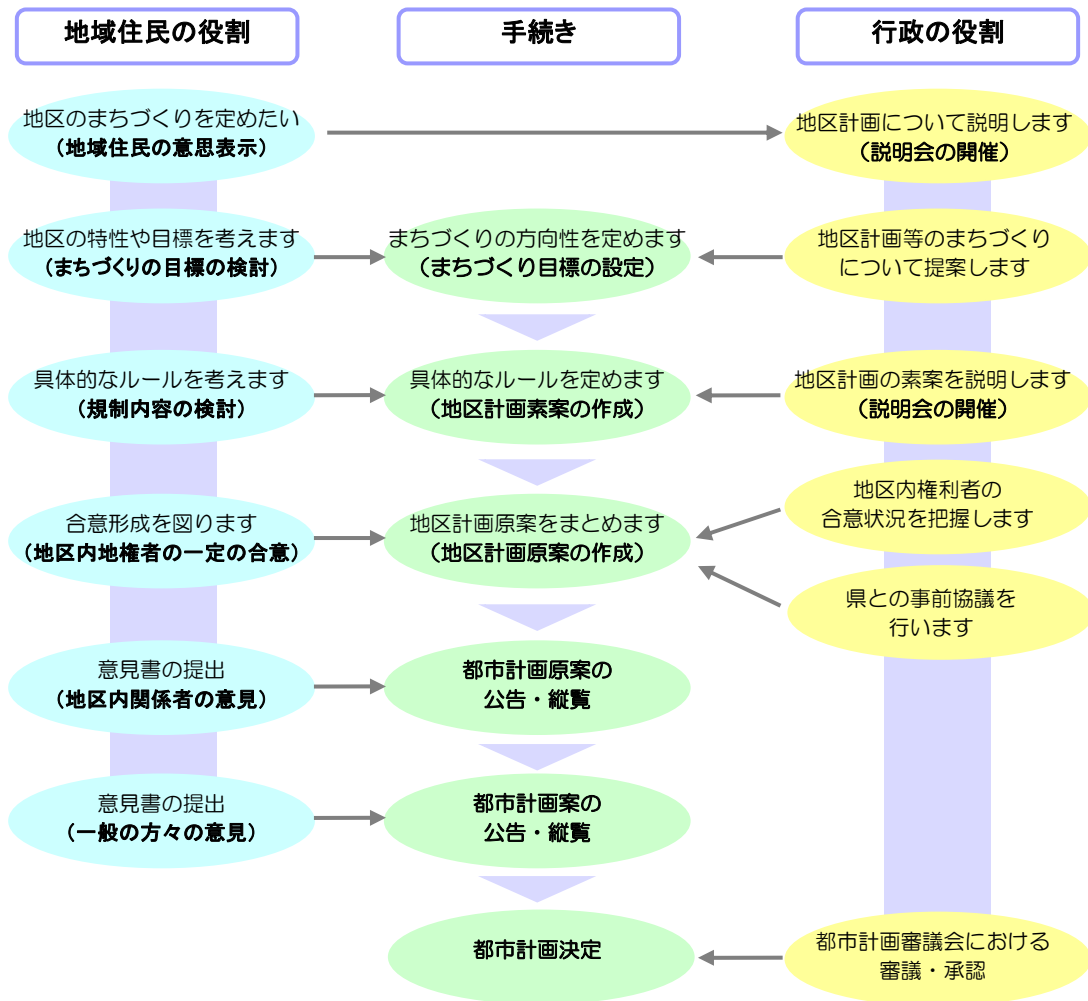 地域住民の役割
手続き
行政の役割
地区のまちづくりを定めたい
（地域住民の意思表示）
地区計画について説明します
（説明会の開催）
地区の特性や目標を考えます
（まちづくりの目標の検討）
まちづくりの方向性を定めます
（まちづくり目標の設定）
地区計画等のまちづくり
について提案します
具体的なルールを考えます
（規制内容の検討）
具体的なルールを定めます
（地区計画素案の作成）
地区計画の素案を説明します
（説明会の開催）
合意形成を図ります
（地区内地権者の一定の合意）
地区計画原案をまとめます
（地区計画原案の作成）
地区内権利者の
合意状況を把握します
県との事前協議を
行います
意見書の提出
（地区内関係者の意見）
都市計画原案の
公告・縦覧
意見書の提出
（一般の方々の意見）
都市計画案の
公告・縦覧
都市計画決定
都市計画審議会における
審議・承認